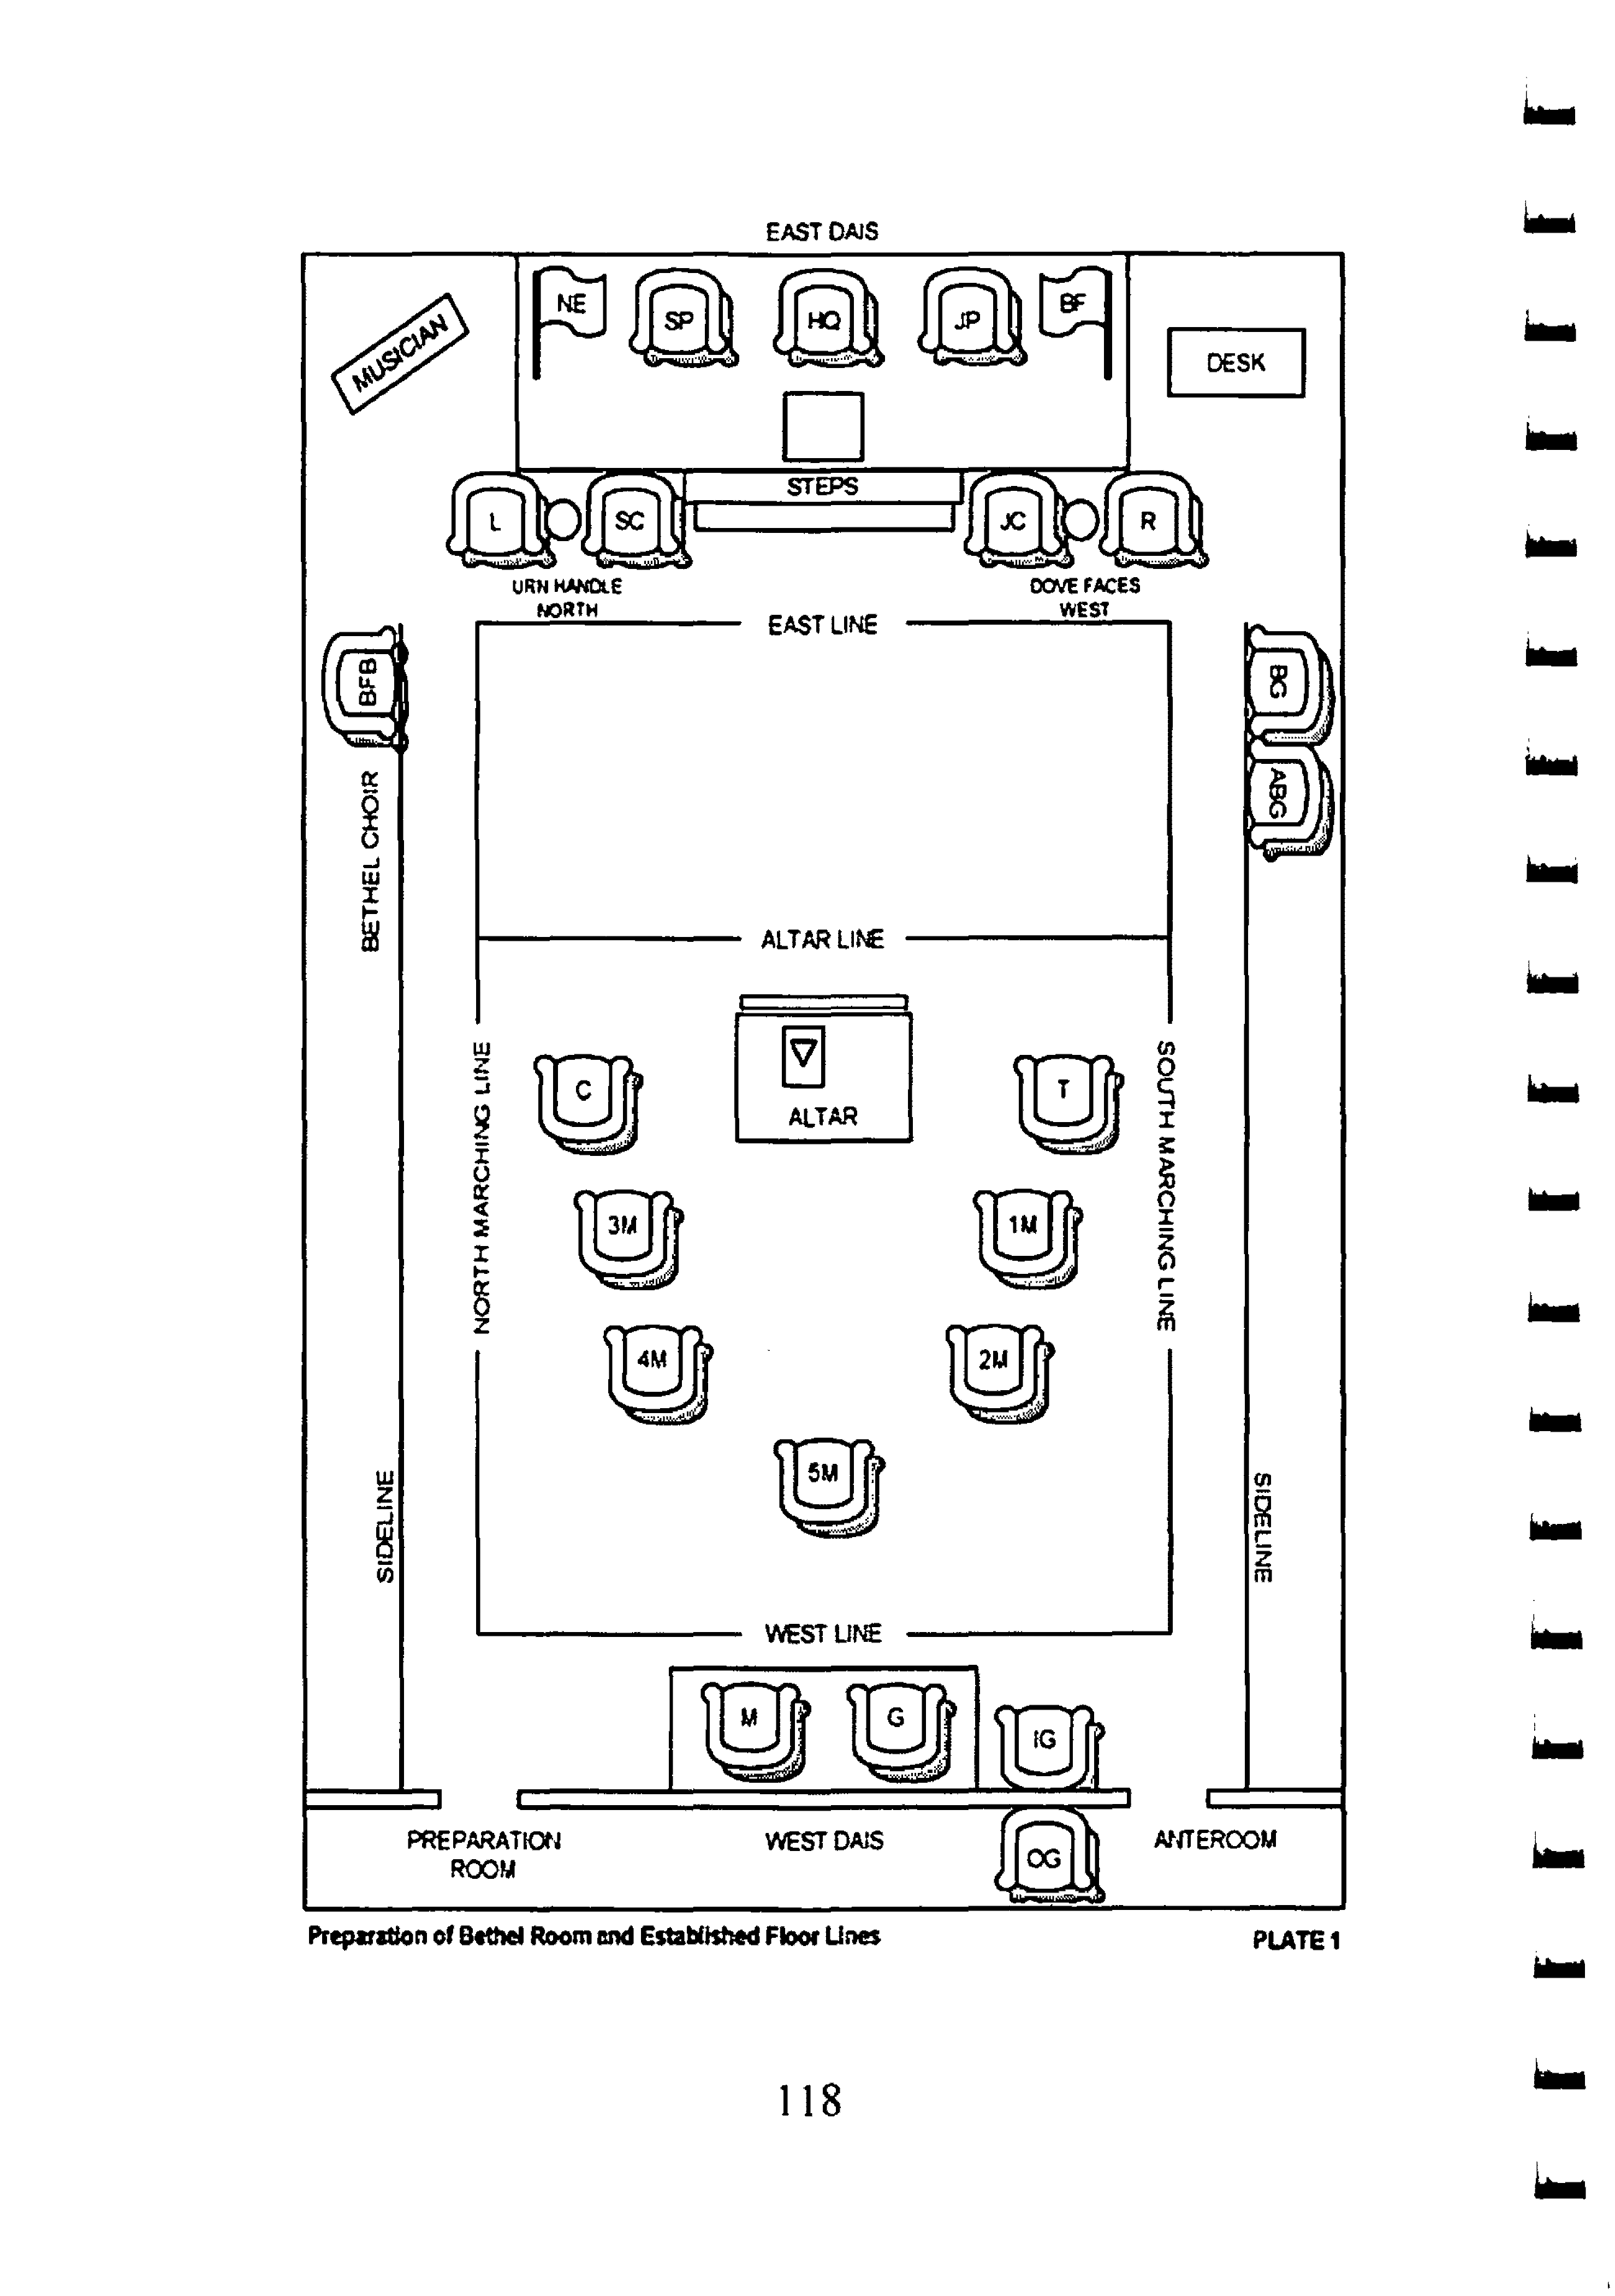 EAST DAIS
NE
SP
HQ
JP
BF
MUSICIAN
DESK
STEPS
L
SC
JC
R
URN HANDLE
NORTH
DOVE FACES
WEST
EAST LINE
BFB
BG
ABG
BETHEL CHOIR
ALTAR LINE
ALTAR
C
T
NORTH MARCHING LINE
SOUTH MARCHING LINE
3M
1M
4M
2M
5M
SIDELINE
SIDELINE
WEST LINE
M
G
IG
PREPARATION
ROOM
WEST DAIS
OG
ANTEROOM
Preparation of Bethel Room and Established Floor Lines
PLATE 1
118